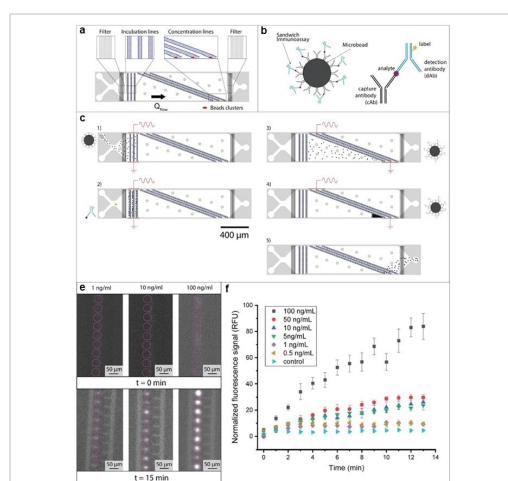 a
Filter
Incubation lines
Concentration lines
Filter
Qflow
Beads clusters
b
Sandwich
Immunoassay
Microbead
label
analyte
detection
antibody
(dAb)
capture
antibody
(cAb)
c
1)
2)
3)
4)
5)
400 µm
e
1 ng/ml
10 ng/ml
100 ng/ml
50 µm
50 µm
50 µm
t = 0 min
50 µm
50 µm
50 µm
t = 15 min
f
Normalized fluorescence signal (RFU)
100
80
60
40
20
0
100 ng/mL
50 ng/mL
10 ng/mL
5ng/mL
1 ng/mL
0.5 ng/mL
control
0 2 4 6 8 10 12 14
Time (min)